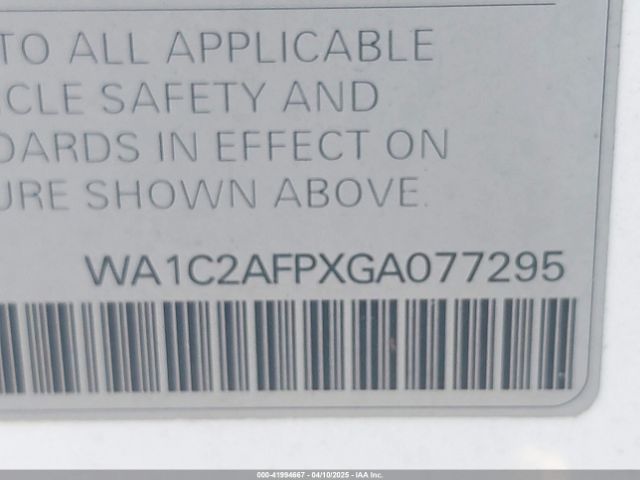 TO ALL APPLICABLE
ICLE SAFETY AND
DARDS IN EFFECT ON
URE SHOWN ABOVE.
WA1C2AFPXGA077295
000-41994667 - 04/10/2025 - IAA Inc.